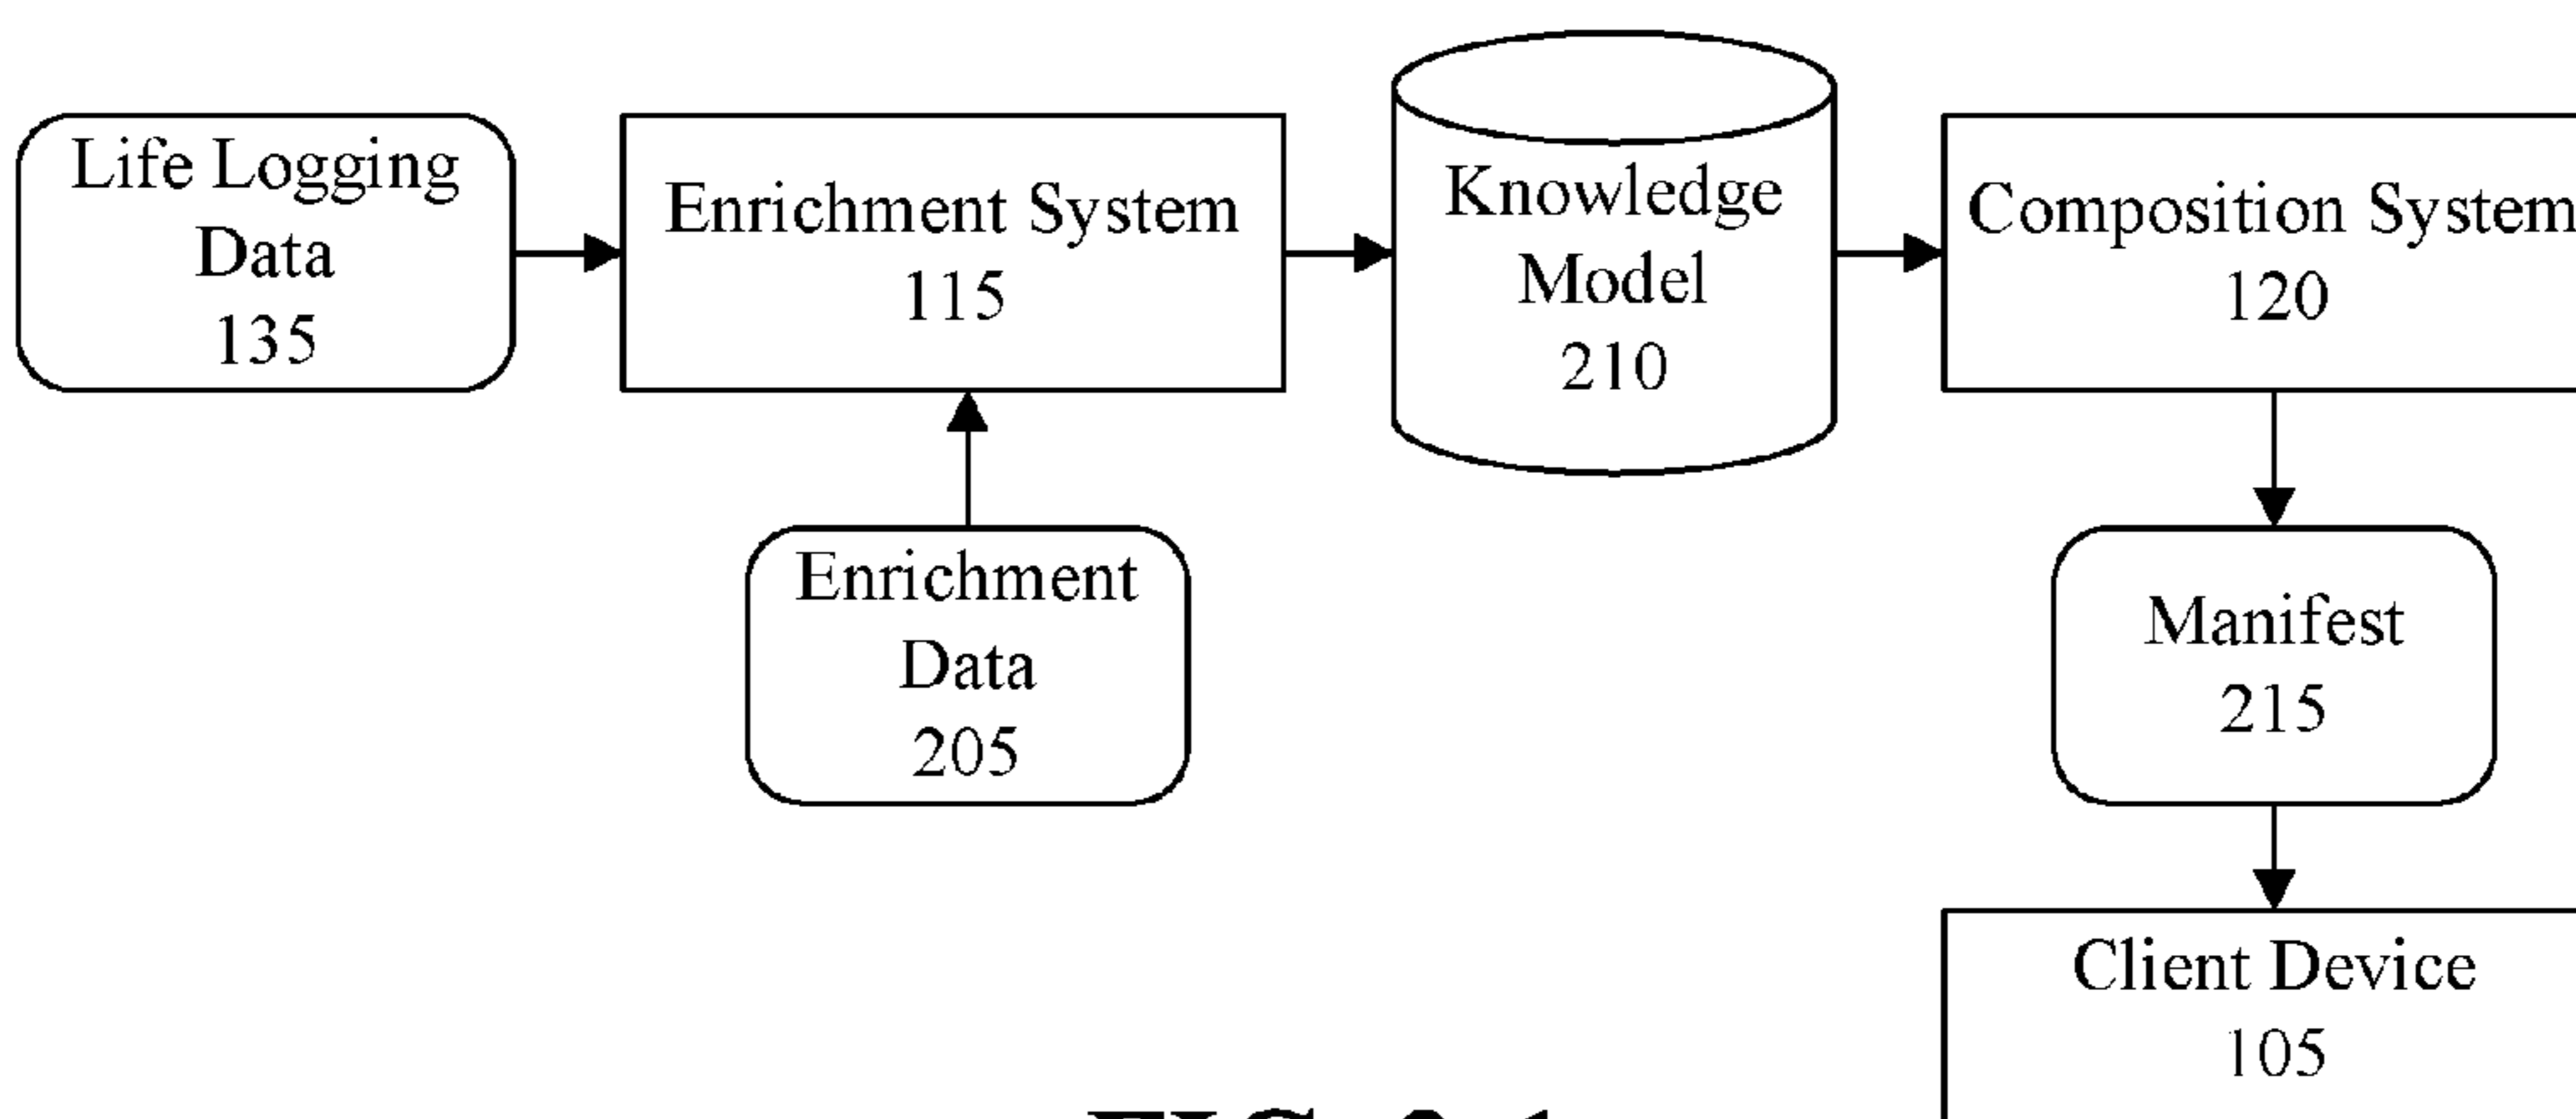 Life Logging
Data
135
Enrichment System
115
Knowledge
Model
210
Composition System
120
Enrichment
Data
205
Manifest
215
Client Device
105